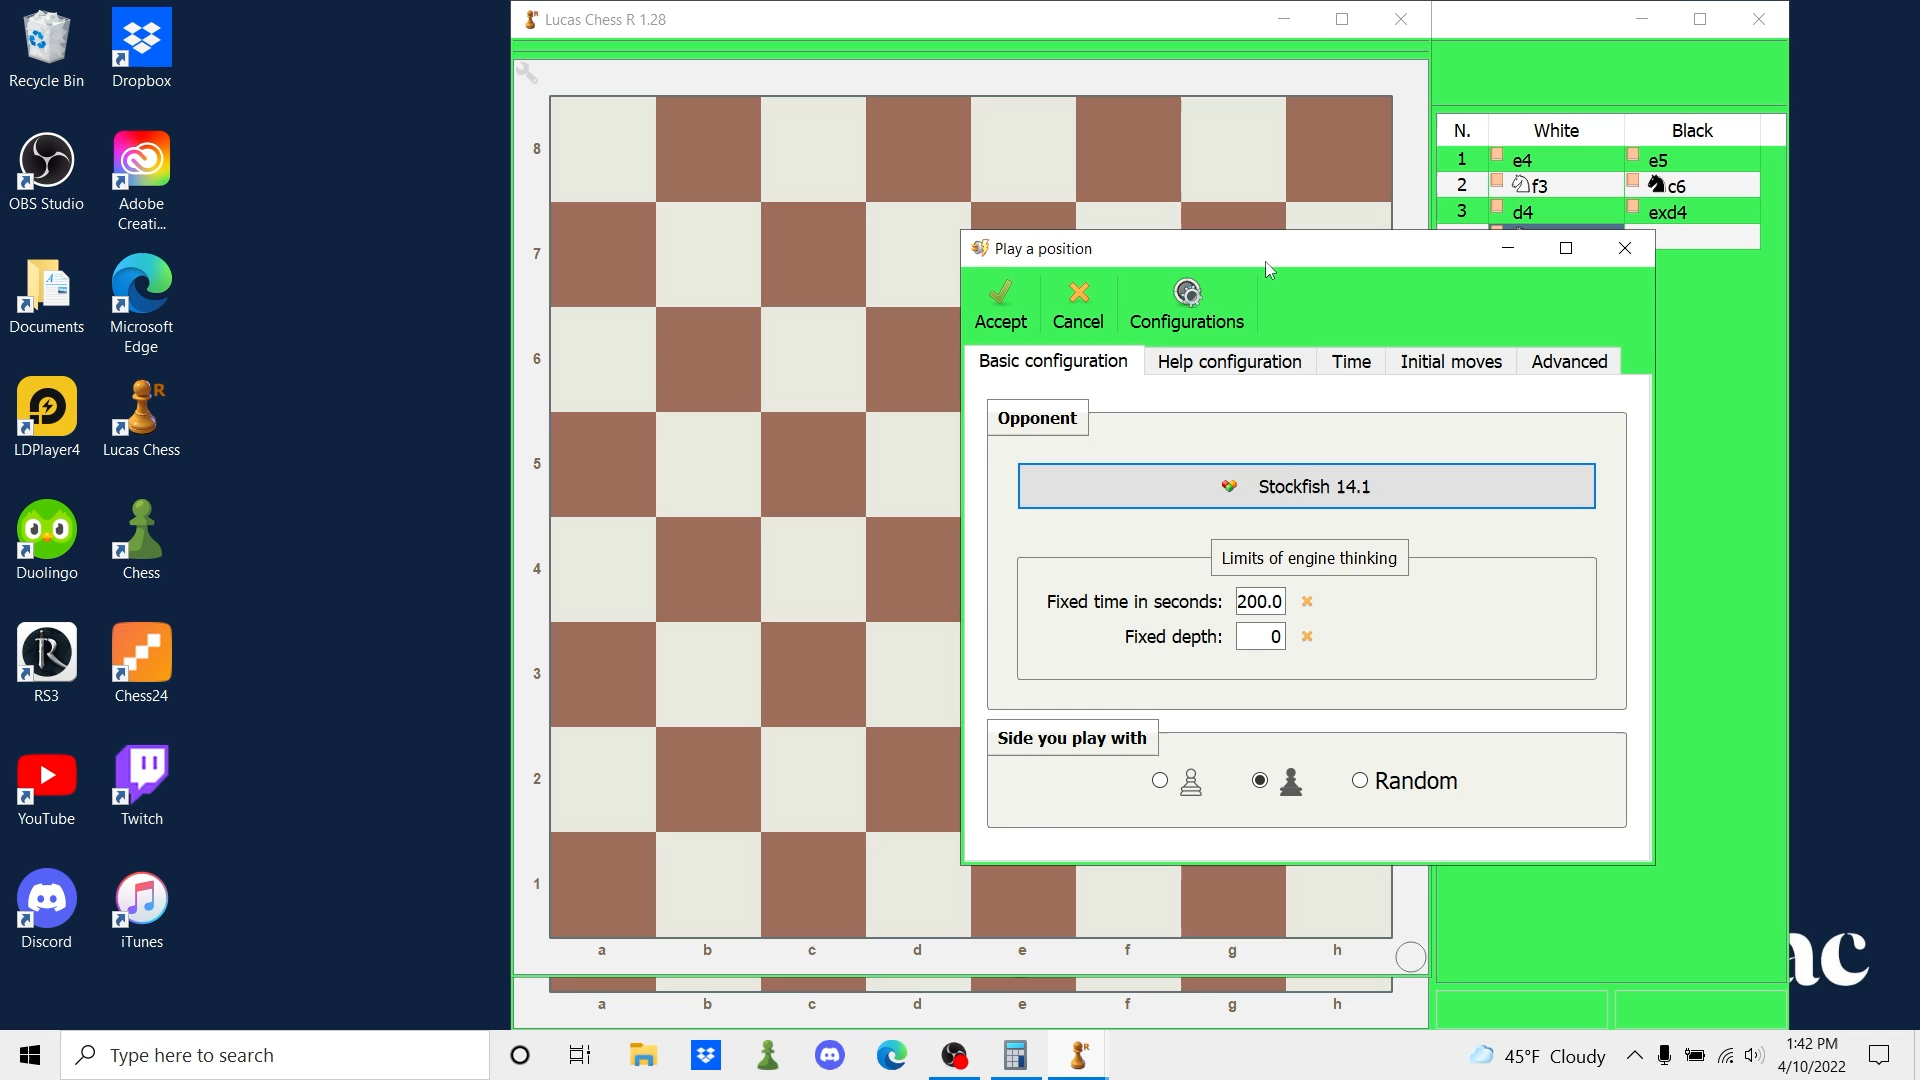 Recycle Bin
Dropbox
OBS Studio
Adobe
Creati...
Documents
Microsoft
Edge
LDPlayer4
R
Lucas Chess
Duolingo
Chess
RS3
Chess24
YouTube
Twitch
Discord
iTunes
Lucas Chess R 1.28
8
7
6
5
4
3
2
1
a b c d e f g h
a b c d e f g h
N. White Black
1 e4 e5
2 f3 c6
3 d4 exd4
Play a position
Accept Cancel Configurations
Basic configuration Help configuration Time Initial moves Advanced
Opponent
Stockfish 14.1
Limits of engine thinking
Fixed time in seconds: 200.0
Fixed depth: 0
Side you play with
Random
ac
Type here to search
45°F Cloudy
1:42 PM
4/10/2022